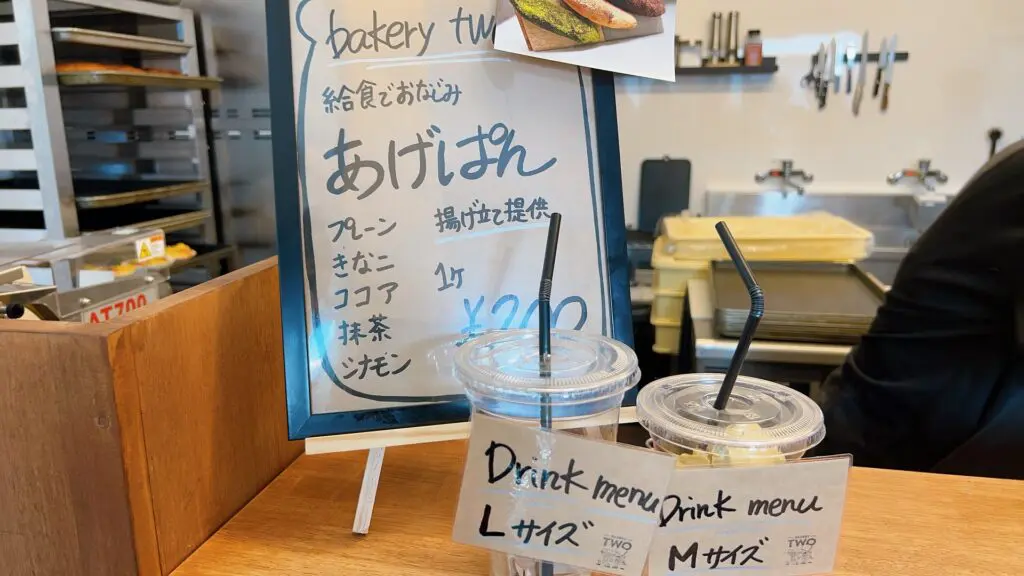 bakery tw
給食でおなじみ
あげぱん
揚げ立て提供
プレーン
きなこ
ココア
抹茶
シナモン
1ヶ
¥200
Drink menu
Lサイズ
TWO
Drink menu
Mサイズ
TWO